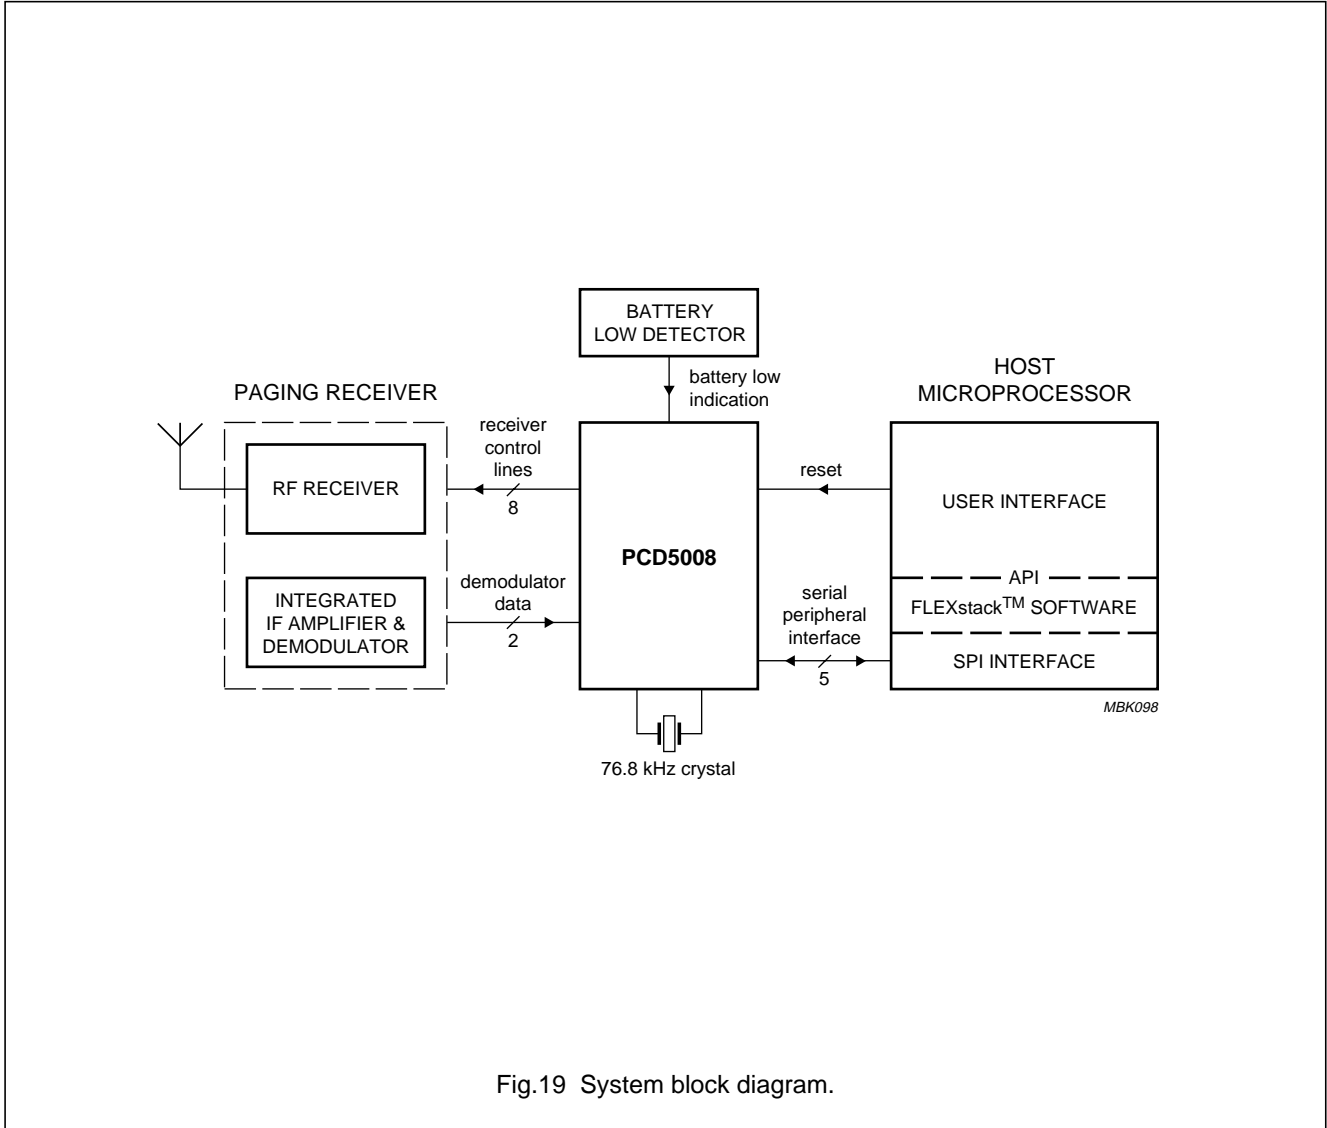 BATTERY
LOW DETECTOR
battery low
indication
HOST
MICROPROCESSOR
PAGING RECEIVER
receiver
control
lines
8
RF RECEIVER
reset
USER INTERFACE
PCD5008
API
demodulator
data
2
INTEGRATED
IF AMPLIFIER &
DEMODULATOR
serial
peripheral
interface
5
FLEXstack™ SOFTWARE
SPI INTERFACE
MBK098
76.8 kHz crystal
Fig.19 System block diagram.